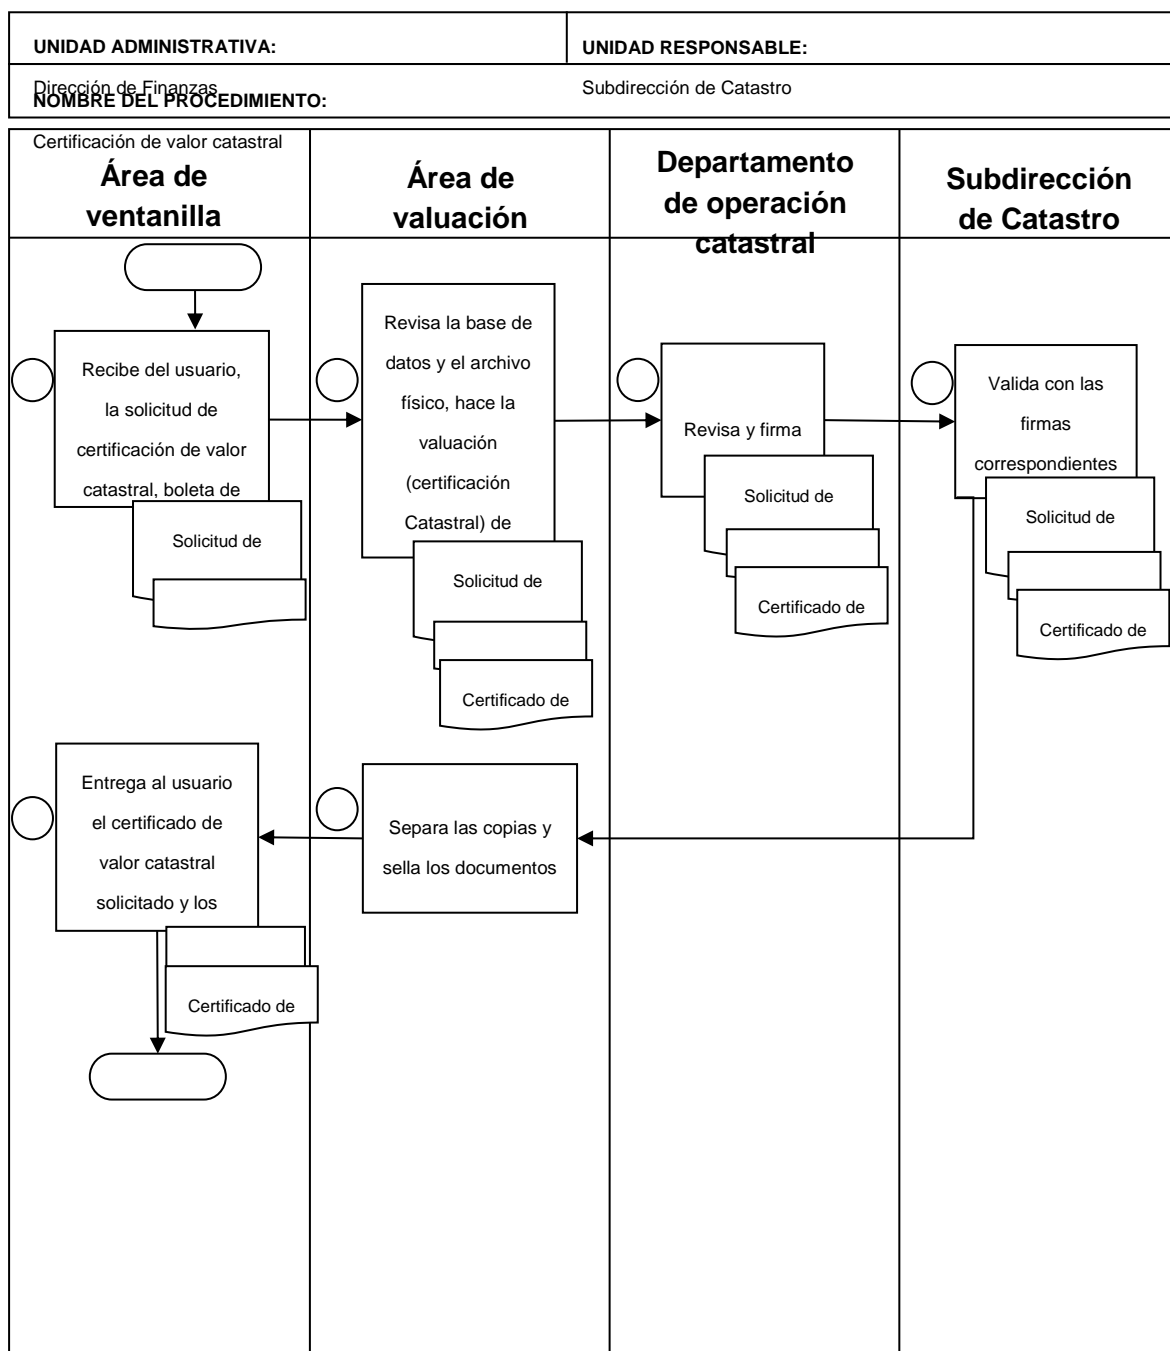 UNIDAD ADMINISTRATIVA:
UNIDAD RESPONSABLE:
Dirección de Finanzas
Subdirección de Catastro
NOMBRE DEL PROCEDIMIENTO:
Certificación de valor catastral
Área de
ventanilla
Área de
valuación
Departamento
de operación
catastral
Subdirección
de Catastro
Recibe del usuario,
la solicitud de
certificación de valor
catastral, boleta de
Solicitud de
Revisa la base de
datos y el archivo
físico, hace la
valuación
(certificación
Catastral) de
Solicitud de
Certificado de
Revisa y firma
Solicitud de
Certificado de
Valida con las
firmas
correspondientes
Solicitud de
Certificado de
Entrega al usuario
el certificado de
valor catastral
solicitado y los
Certificado de
Separa las copias y
sella los documentos